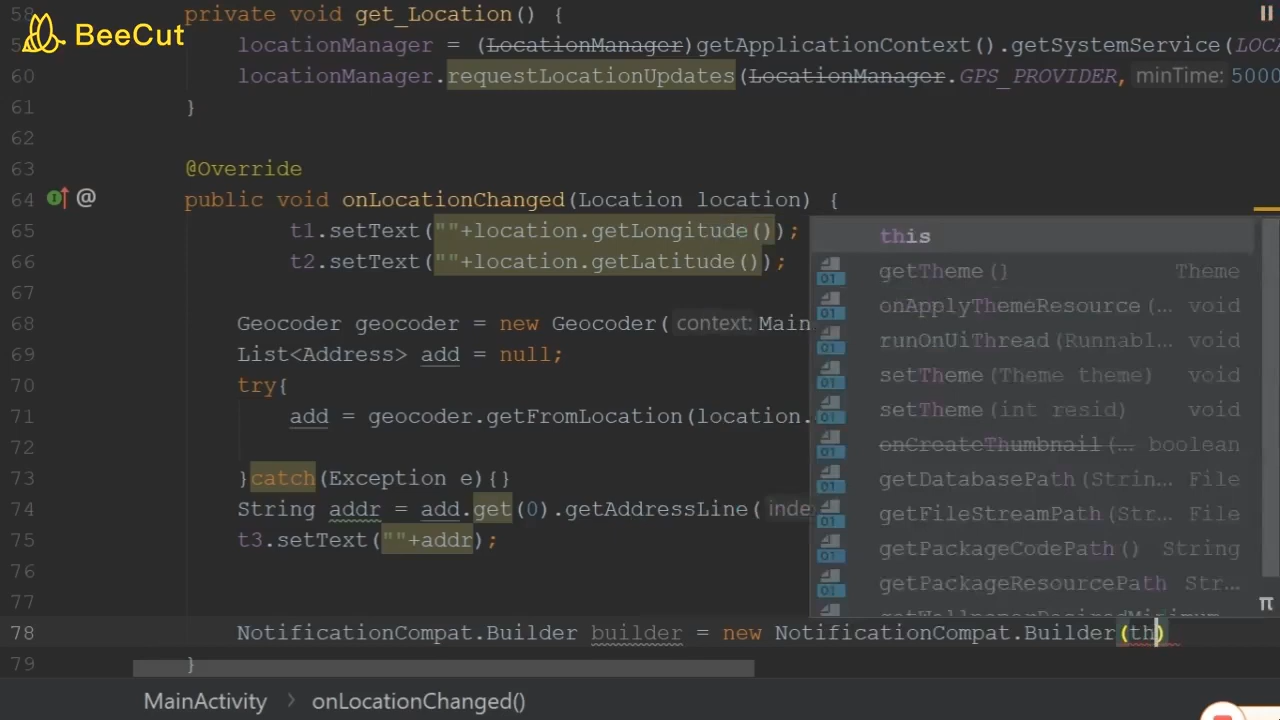 58 private void get_Location() {
BeeCut
locationManager = (LocationManager)getApplicationContext().getSystemService(
60 locationManager.requestLocationUpdates(LocationManager.GPS_PROVIDER, minTime: 5000
61 }
62
63 @Override
64 @ public void onLocationChanged(Location location) {
65 t1.setText(""+location.getLongitude());
66 t2.setText(""+location.getLatitude());
67
68 Geocoder geocoder = new Geocoder( context: Main
69 List<Address> add = null;
70 try{
71 add = geocoder.getFromLocation(location.
72
73 }catch(Exception e){}
74 String addr = add.get(0).getAddressLine( inde
75 t3.setText(""+addr);
76
77
78 NotificationCompat.Builder builder = new NotificationCompat.Builder(th)
79 }
this
getTheme() Theme
onApplyThemeResource(… void
runOnUiThread(Runnabl… void
setTheme(Theme theme) void
setTheme(int resid) void
onCreateThumbnail(… boolean
getDatabasePath(Strin… File
getFileStreamPath(Str… File
getPackageCodePath() String
getPackageResourcePath Str…
π
MainActivity › onLocationChanged()